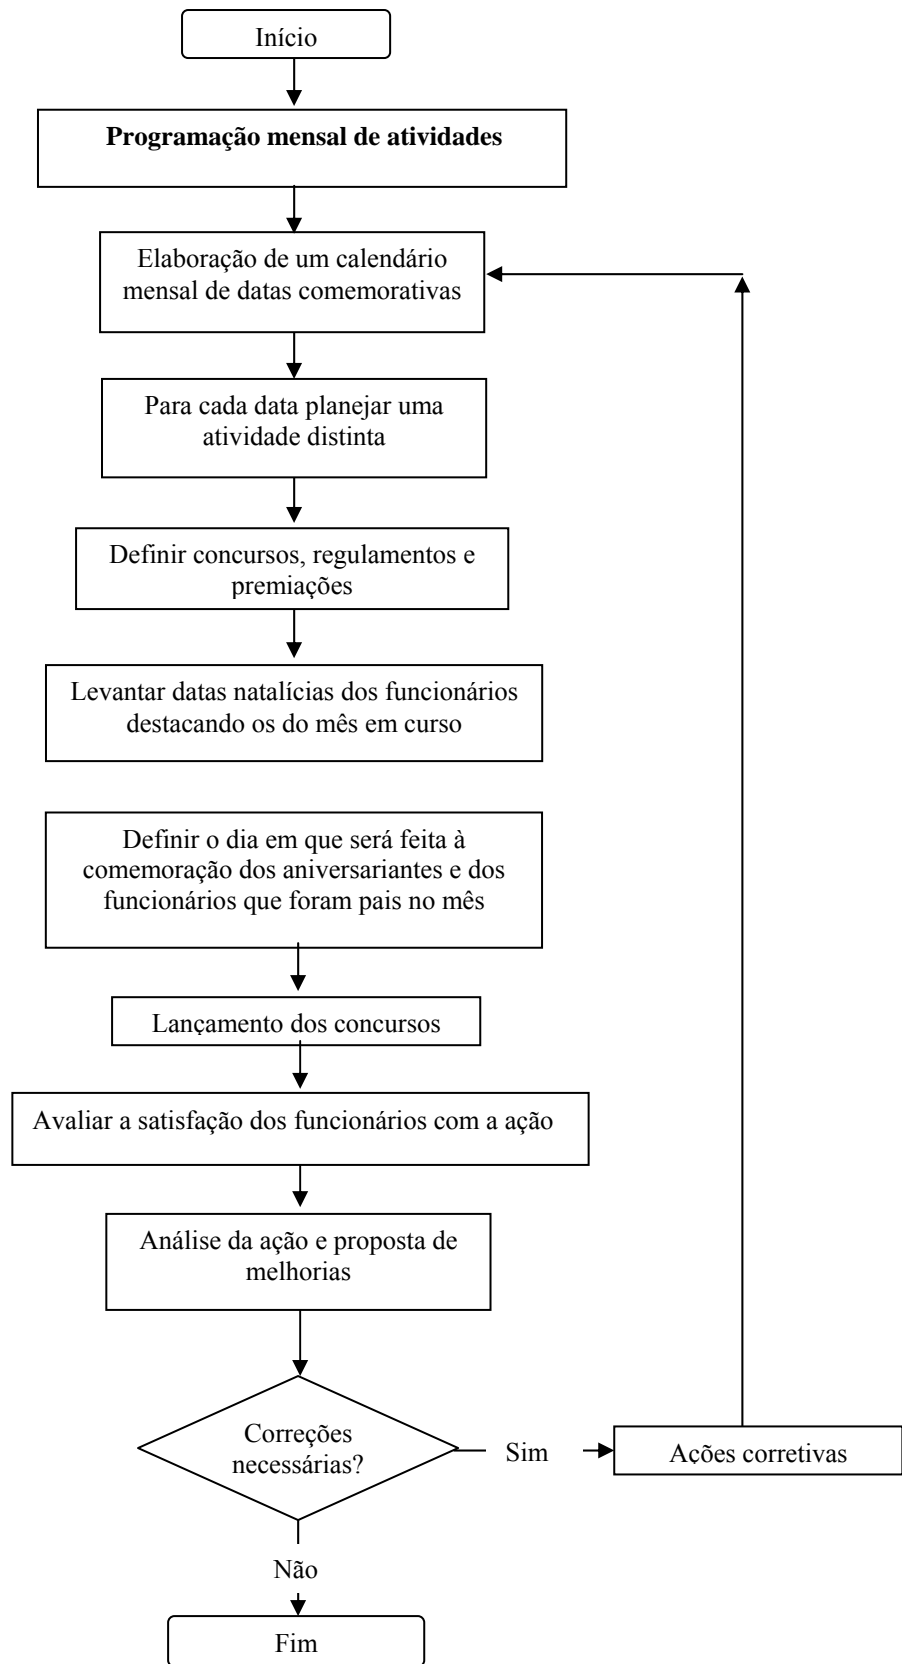 Início
Programação mensal de atividades
Elaboração de um calendário
mensal de datas comemorativas
Para cada data planejar uma
atividade distinta
Definir concursos, regulamentos e
premiações
Levantar datas natalícias dos funcionários
destacando os do mês em curso
Definir o dia em que será feita à
comemoração dos aniversariantes e dos
funcionários que foram pais no mês
Lançamento dos concursos
Avaliar a satisfação dos funcionários com a ação
Análise da ação e proposta de
melhorias
Correções
necessárias?
Sim
Ações corretivas
Não
Fim